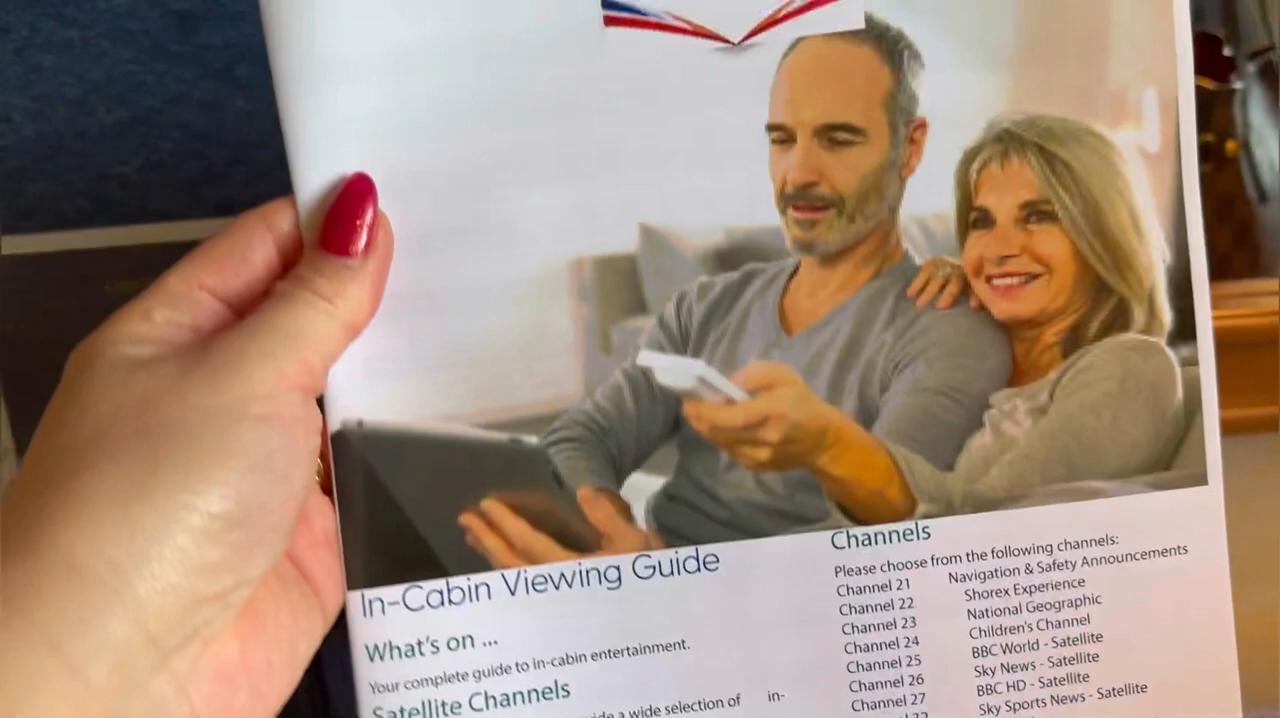 In-Cabin Viewing Guide
What's on ...
Your complete guide to in-cabin entertainment.
Satellite Channels
a wide selection of in-
Channels
Please choose from the following channels:
Channel 21 Navigation & Safety Announcements
Channel 22 Shorex Experience
Channel 23 National Geographic
Channel 24 Children's Channel
Channel 25 BBC World - Satellite
Channel 26 Sky News - Satellite
Channel 27 BBC HD - Satellite
Sky Sports News - Satellite